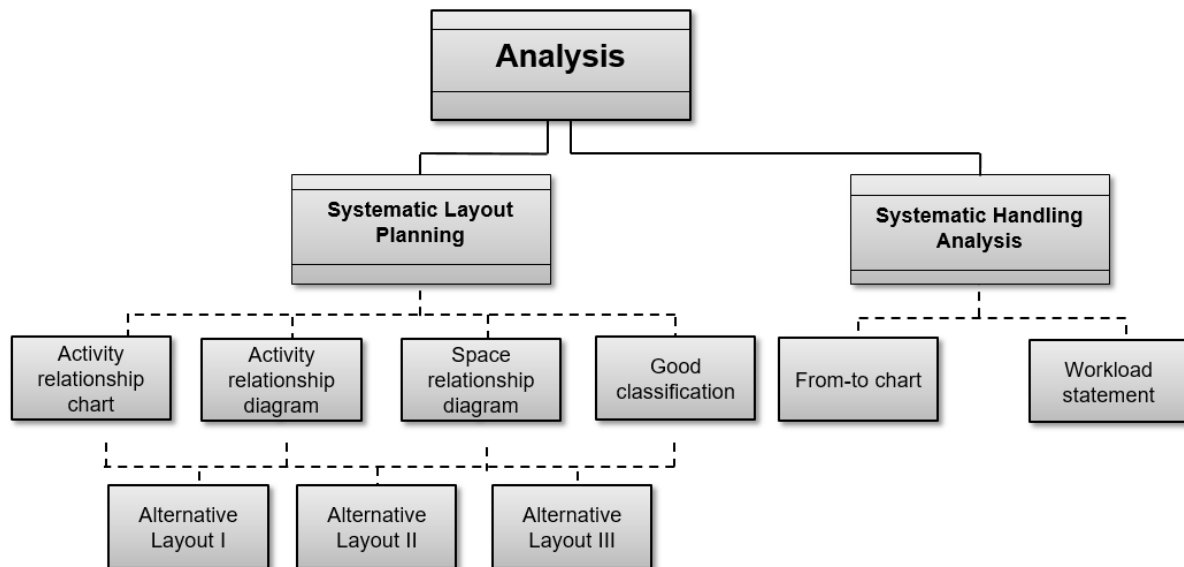 Analysis
Systematic Layout
Planning
Systematic Handling
Analysis
Activity
relationship
chart
Activity
relationship
diagram
Space
relationship
diagram
Good
classification
From-to chart
Workload
statement
Alternative
Layout I
Alternative
Layout II
Alternative
Layout III